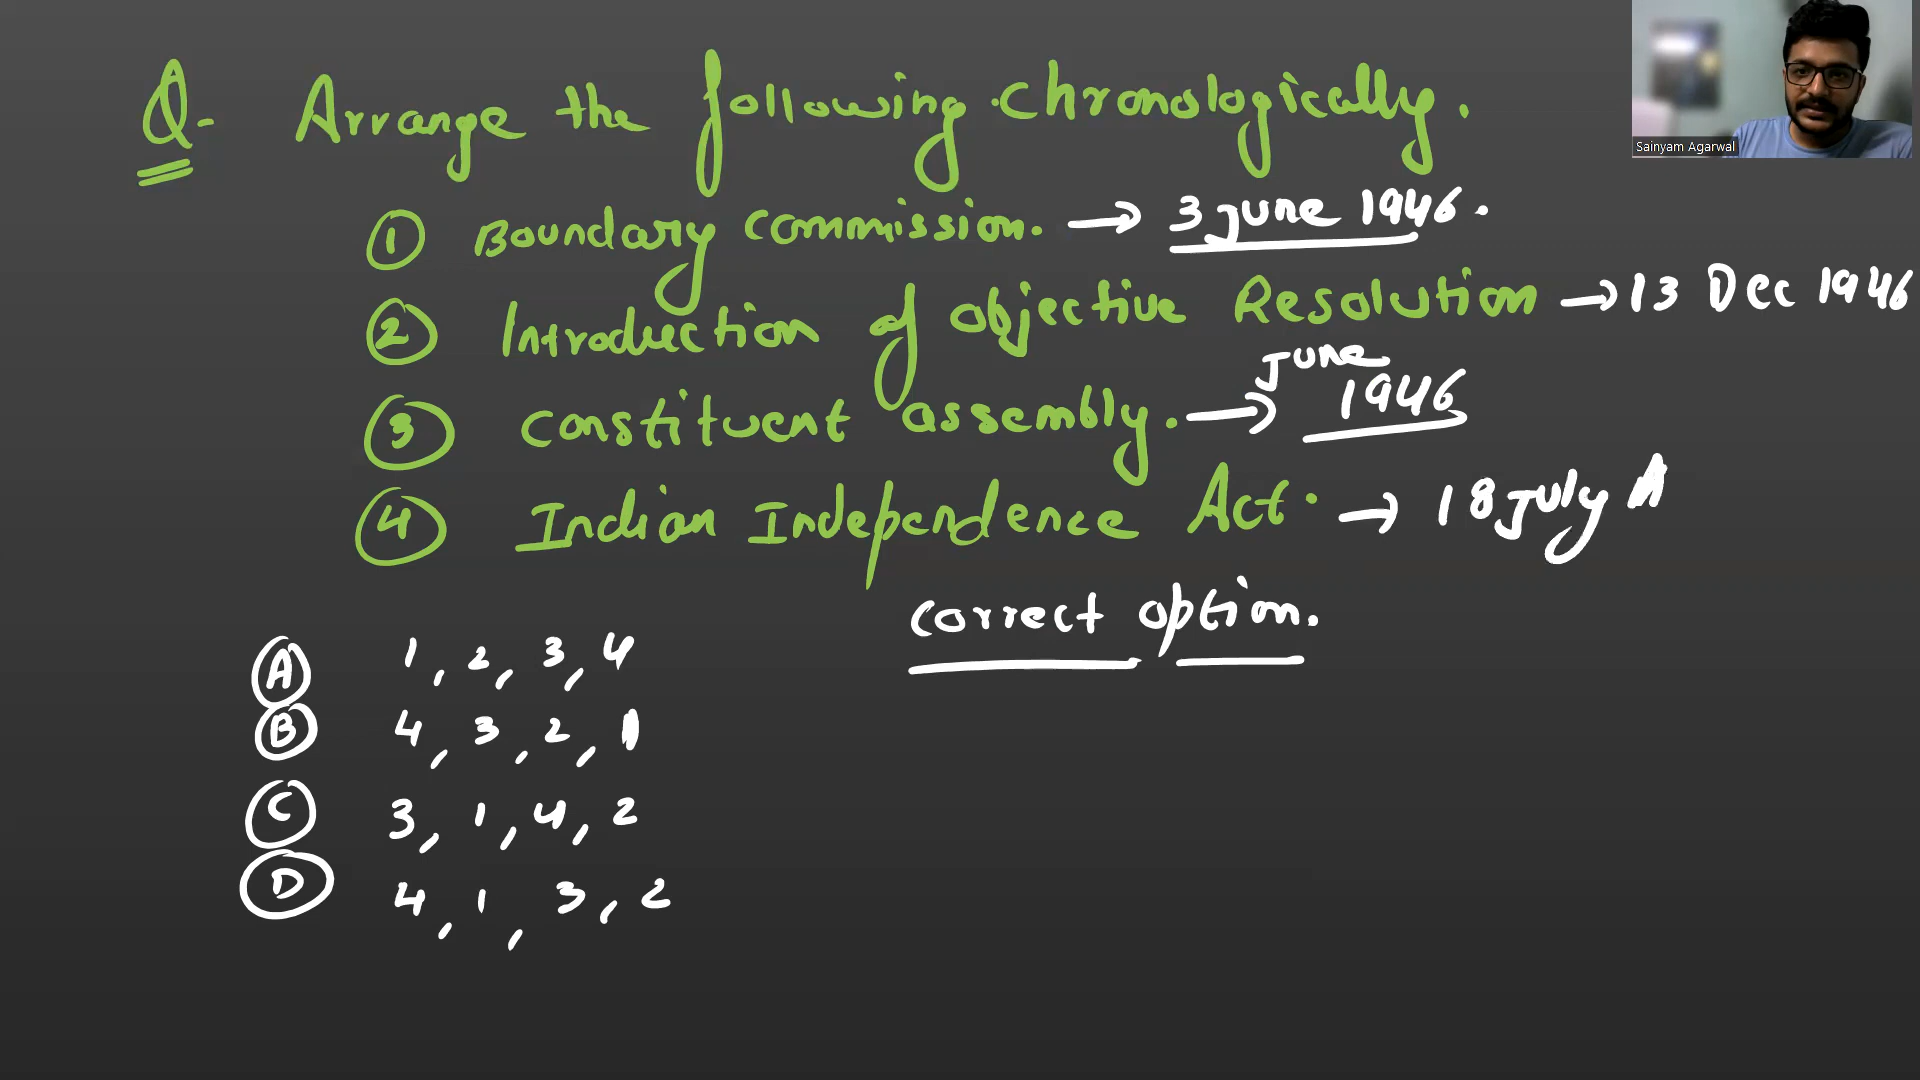 Q. Arrange the following chronologically.
Sainyam Agarwal
① Boundary commission. → 3 June 1946.
② Introduction of objective Resolution → 13 Dec 1946
③ constituent assembly. → June 1946
④ Indian Independence Act. → 18 July
correct option.
Ⓐ 1, 2, 3, 4
Ⓑ 4, 3, 2, 1
Ⓒ 3, 1, 4, 2
Ⓓ 4, 1, 3, 2